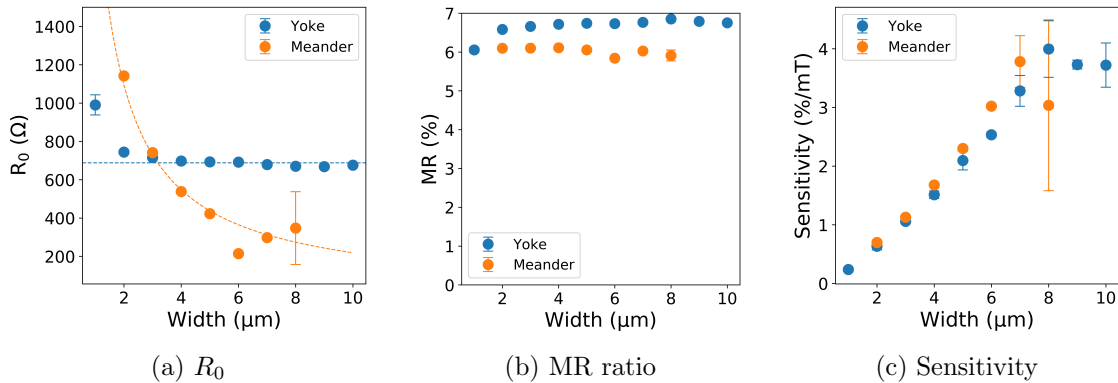 1400
1200
1000
800
600
400
200
R₀ (Ω)
Yoke
Meander
2 4 6 8 10
Width (μm)
(a) R₀
7
6
5
4
3
2
1
0
MR (%)
Yoke
Meander
2 4 6 8 10
Width (μm)
(b) MR ratio
4
3
2
1
0
Sensitivity (%/mT)
Yoke
Meander
2 4 6 8 10
Width (μm)
(c) Sensitivity